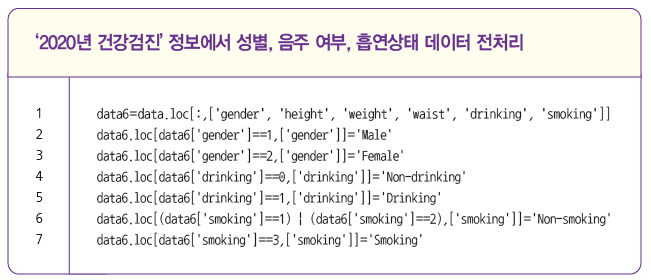 ‘2020년 건강검진’ 정보에서 성별, 음주 여부, 흡연상태 데이터 전처리
1 data6=data.loc[:,['gender', 'height', 'weight', 'waist', 'drinking', 'smoking']]
2 data6.loc[data6['gender']==1,['gender']]='Male'
3 data6.loc[data6['gender']==2,['gender']]='Female'
4 data6.loc[data6['drinking']==0,['drinking']]='Non-drinking'
5 data6.loc[data6['drinking']==1,['drinking']]='Drinking'
6 data6.loc[(data6['smoking']==1) | (data6['smoking']==2),['smoking']]='Non-smoking'
7 data6.loc[data6['smoking']==3,['smoking']]='Smoking'